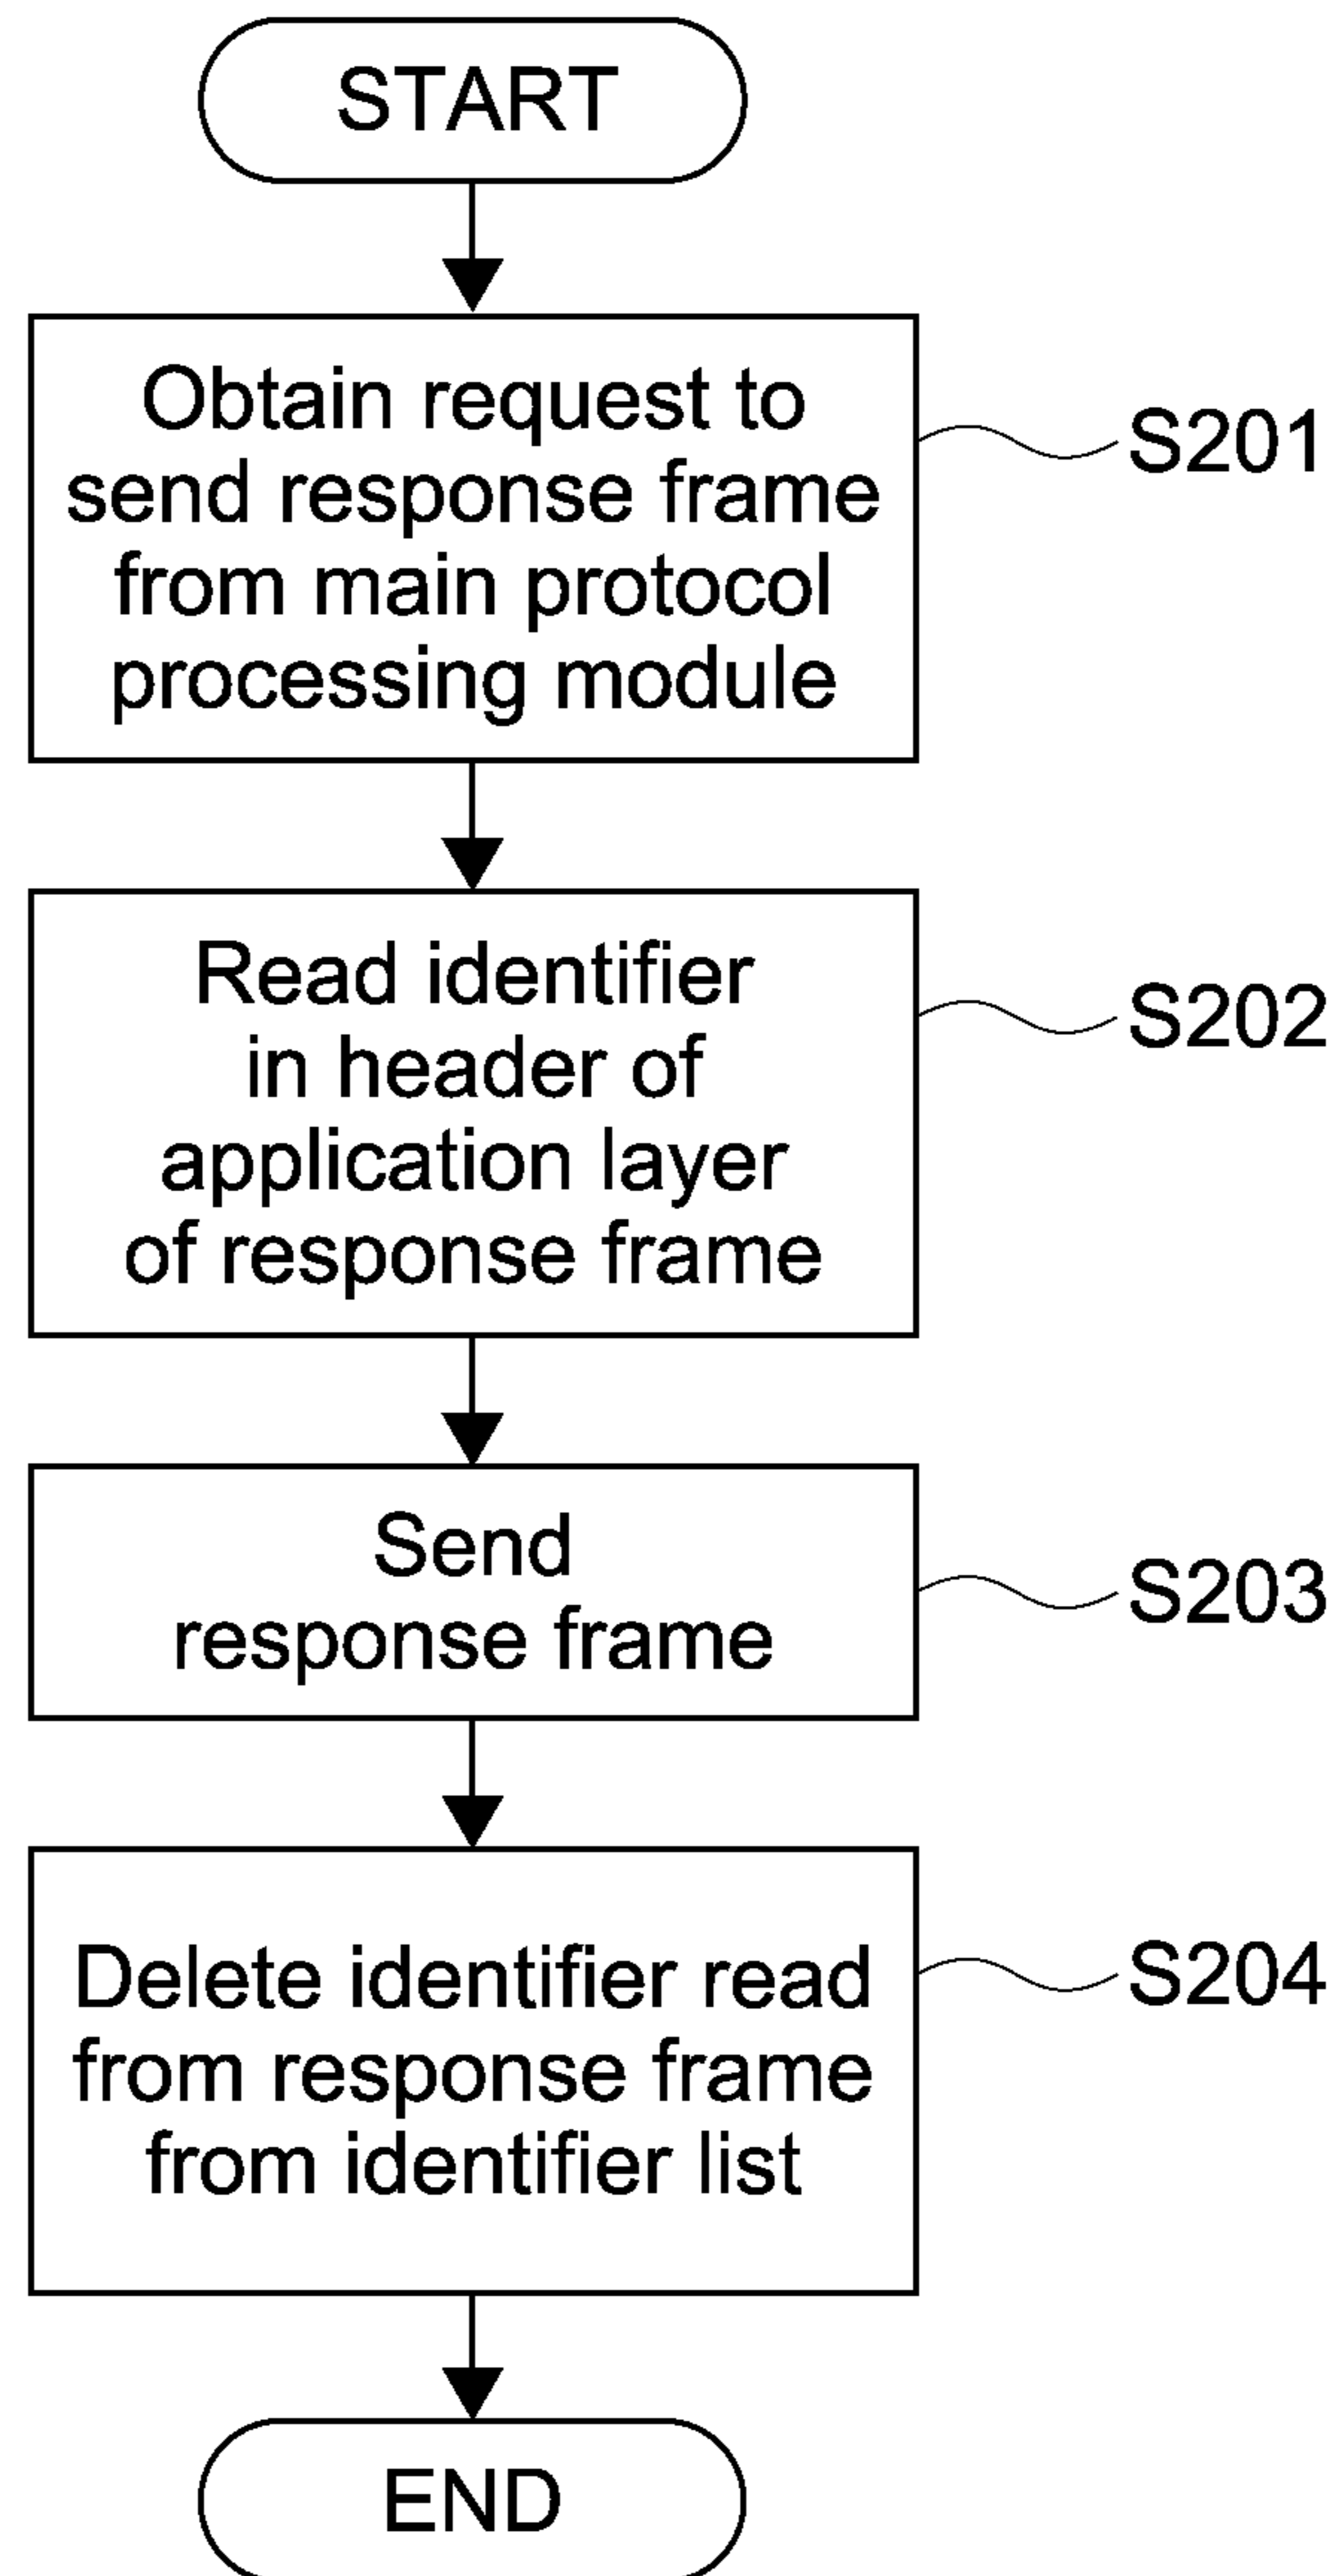 START
Obtain request to
send response frame
from main protocol
processing module
S201
Read identifier
in header of
application layer
of response frame
S202
Send
response frame
S203
Delete identifier read
from response frame
from identifier list
S204
END